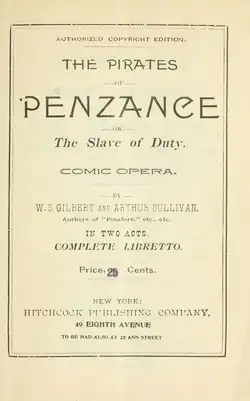 AUTHORIZED COPYRIGHT EDITION.
THE PIRATES
OF
PENZANCE
OR
The Slave of Duty.
COMIC OPERA.
BY
W. S. GILBERT AND ARTHUR SULLIVAN.
Authors of "Pinafore," etc., etc.
IN TWO ACTS.
COMPLETE LIBRETTO.
Price, 25 Cents.
NEW YORK:
HITCHCOCK PUBLISHING COMPANY,
49 EIGHTH AVENUE
TO BE HAD ALSO AT 25 ANN STREET